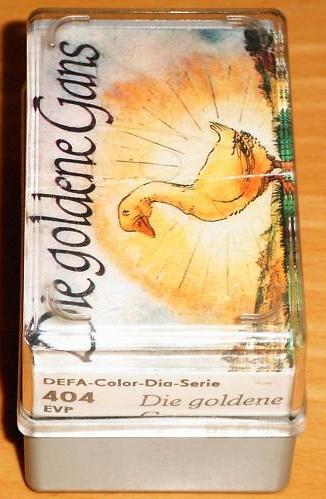 Die goldene Gans
DEFA-Color-Dia-Serie
404
EVP
Die goldene